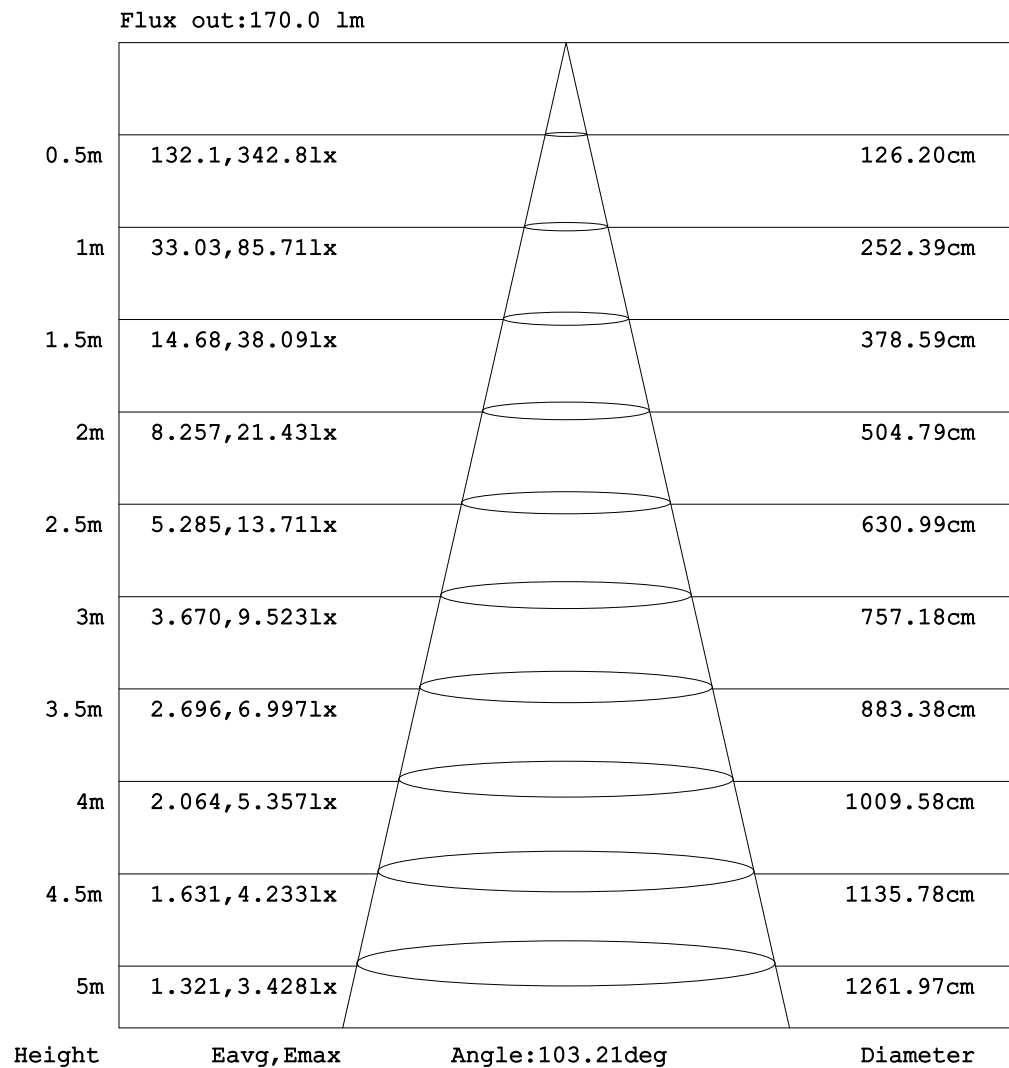 Flux out:170.0 lm
0.5m 132.1,342.8lx 126.20cm
1m 33.03,85.71lx 252.39cm
1.5m 14.68,38.09lx 378.59cm
2m 8.257,21.43lx 504.79cm
2.5m 5.285,13.71lx 630.99cm
3m 3.670,9.523lx 757.18cm
3.5m 2.696,6.997lx 883.38cm
4m 2.064,5.357lx 1009.58cm
4.5m 1.631,4.233lx 1135.78cm
5m 1.321,3.428lx 1261.97cm
Height Eavg,Emax Angle:103.21deg Diameter